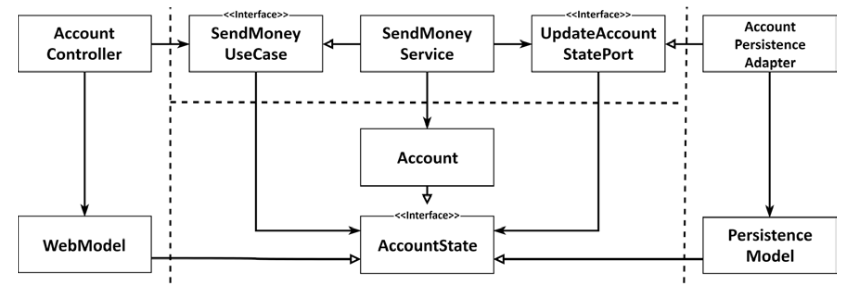 <<Interface>>
<<Interface>>
Account
Controller
SendMoney
UseCase
SendMoney
Service
UpdateAccount
StatePort
Account
Persistence
Adapter
Account
<<Interface>>
WebModel
AccountState
Persistence
Model